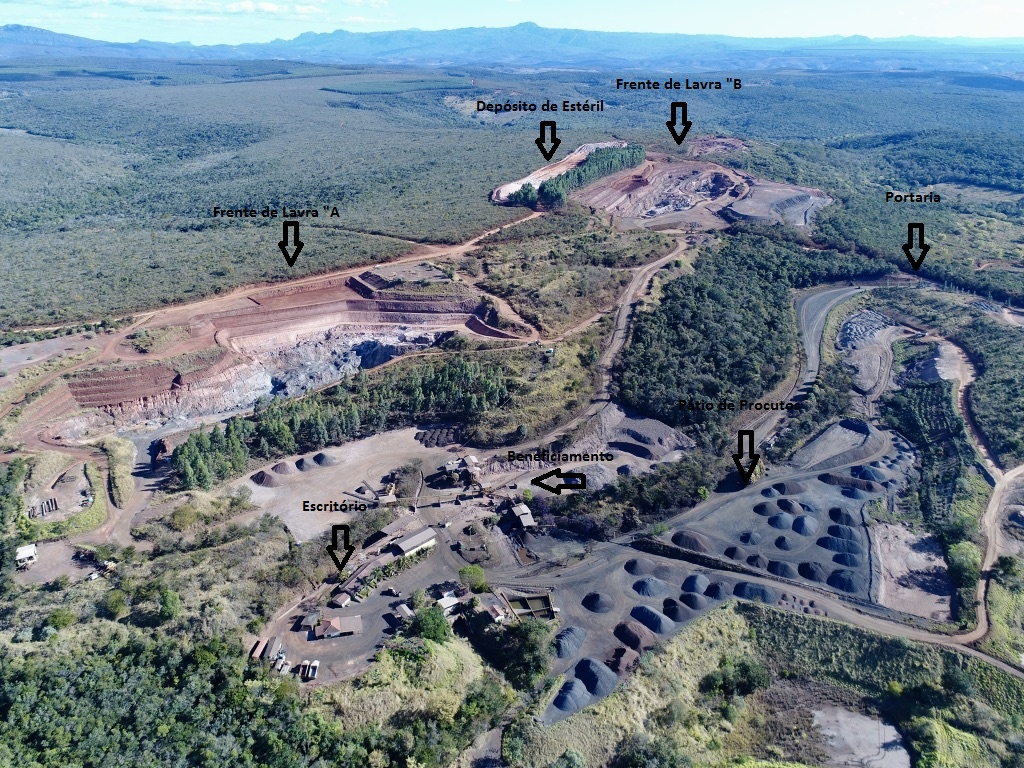 Frente de Lavra "B
Depósito de Estéril
Portaria
Frente de Lavra "A
Pátio de Procutos
Beneficiamento
Escritório